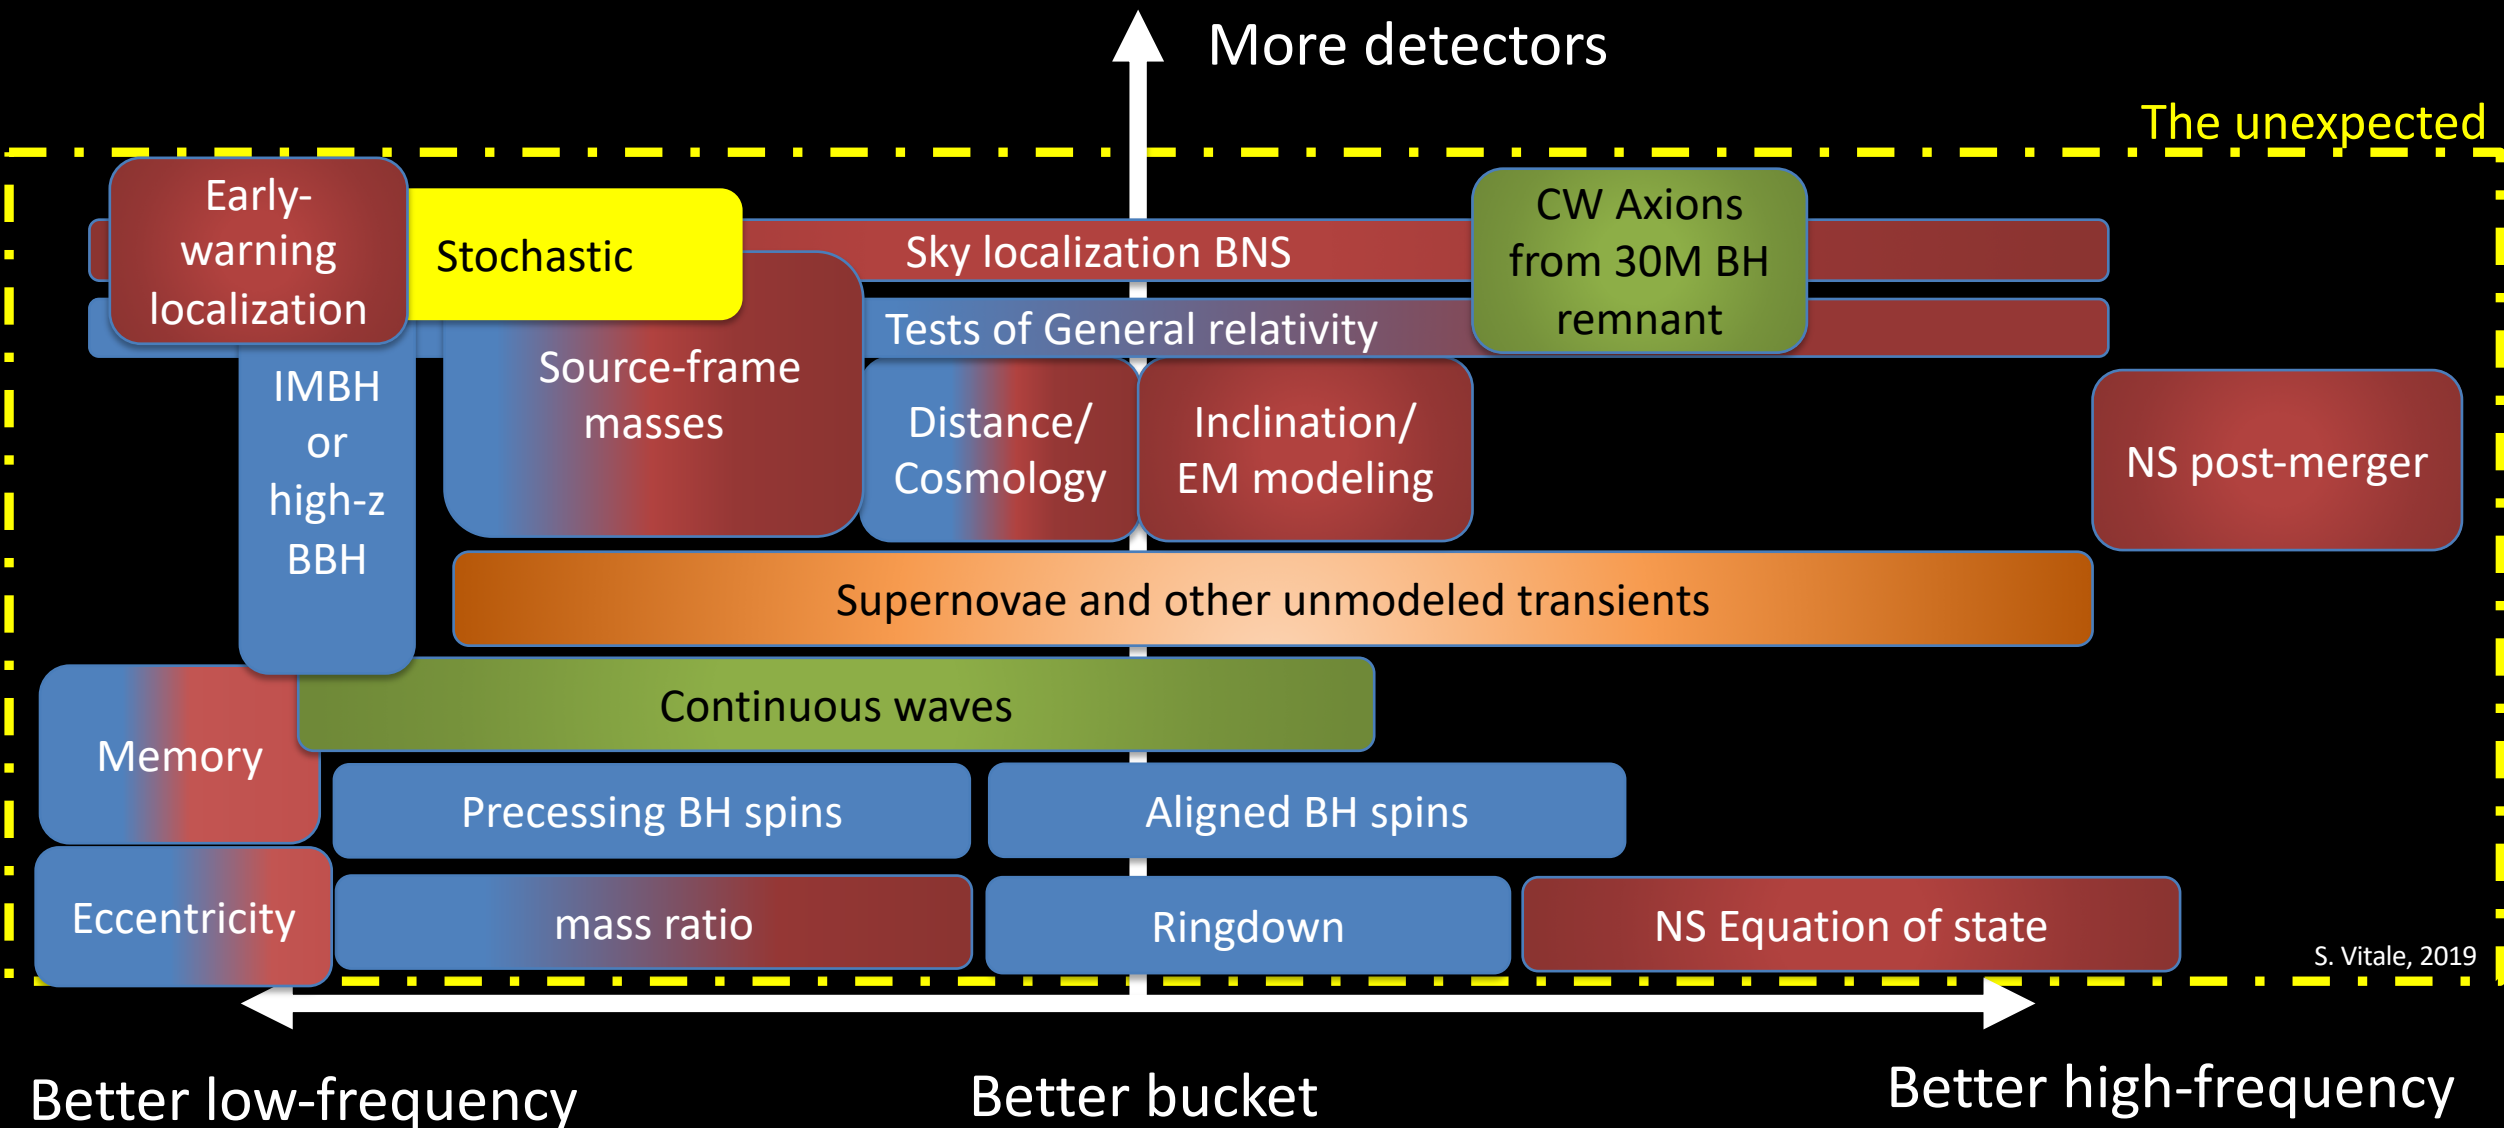 More detectors
The unexpected
Early-
warning
localization
Stochastic
Sky localization BNS
CW Axions
from 30M BH
remnant
Tests of General relativity
IMBH
or
high-z
BBH
Source-frame
masses
Distance/
Cosmology
Inclination/
EM modeling
NS post-merger
Supernovae and other unmodeled transients
Continuous waves
Memory
Precessing BH spins
Aligned BH spins
Eccentricity
mass ratio
Ringdown
NS Equation of state
S. Vitale, 2019
Better low-frequency
Better bucket
Better high-frequency